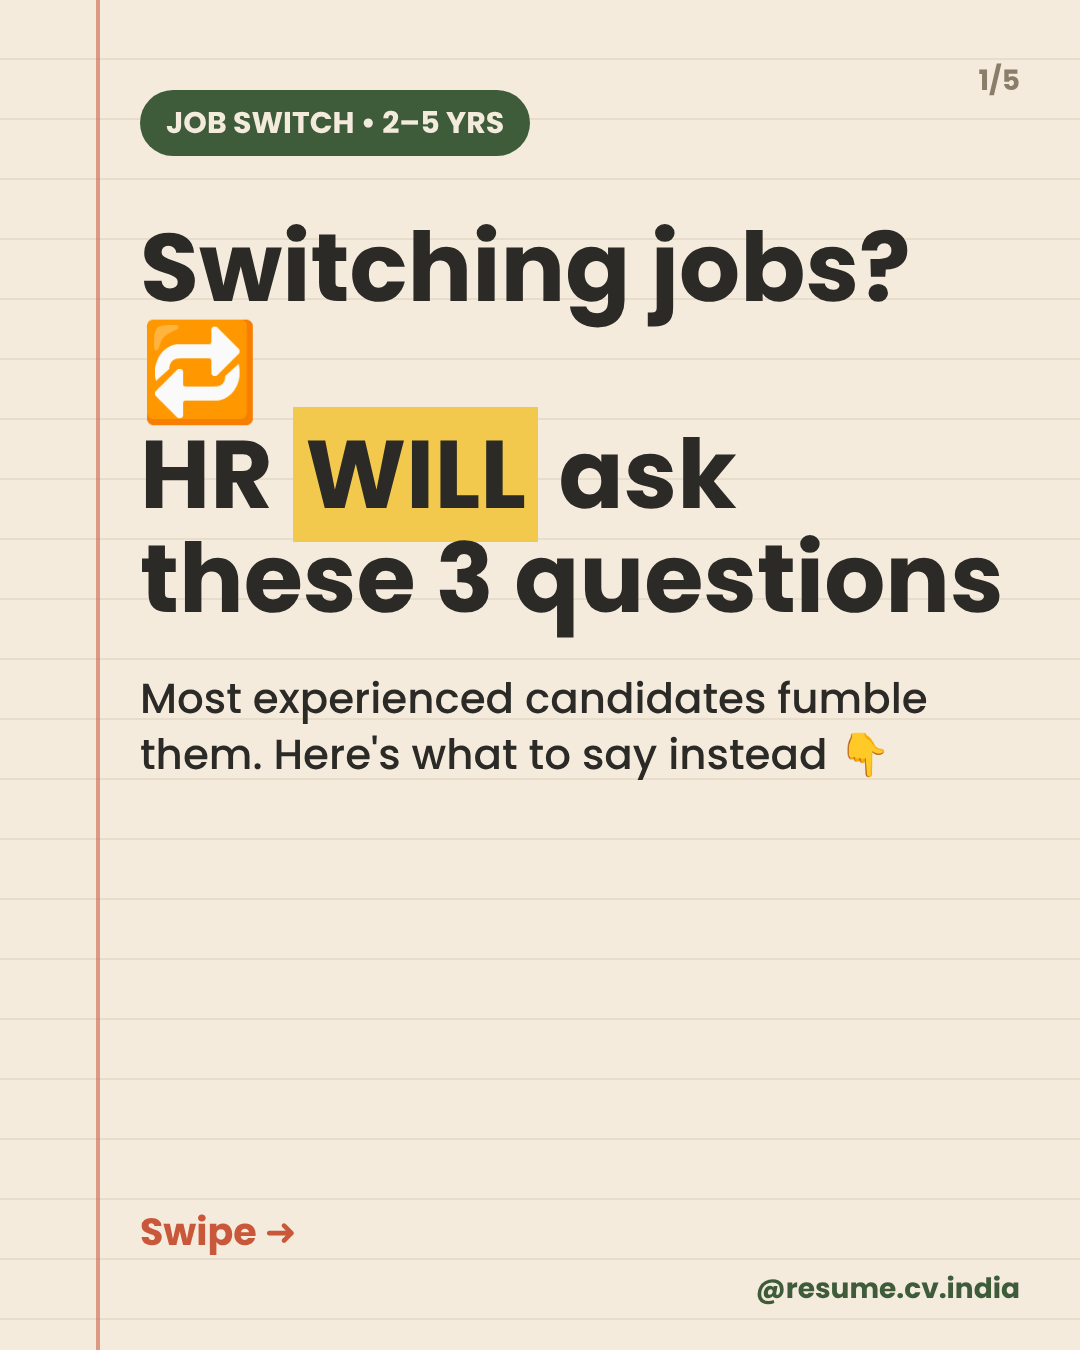 1/5
JOB SWITCH • 2–5 YRS
Switching jobs?
🔁
HR WILL ask
these 3 questions
Most experienced candidates fumble
them. Here's what to say instead 👇
Swipe →
@resume.cv.india